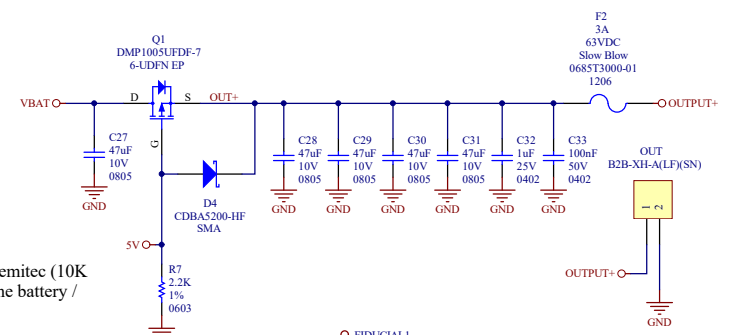 F2
3A
63VDC
Slow Blow
0685T3000-01
1206
Q1
DMP1005UFDF-7
6-UDFN EP
VBAT
D
S
OUT+
OUTPUT+
G
C27
47uF
10V
0805
GND
C28
47uF
10V
0805
GND
C29
47uF
10V
0805
GND
C30
47uF
10V
0805
GND
C31
47uF
10V
0805
GND
C32
1uF
25V
0402
GND
C33
100nF
50V
0402
GND
OUT
B2B-XH-A(LF)(SN)
1
2
D4
CDBA5200-HF
SMA
5V
OUTPUT+
GND
emitec (10K
ne battery /
R7
2.2K
1%
0603
FIDUCIAL1